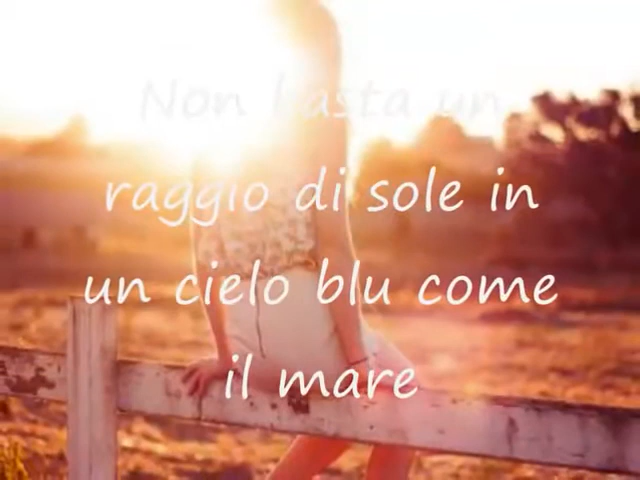 Non basta un
raggio di sole in
un cielo blu come
il mare